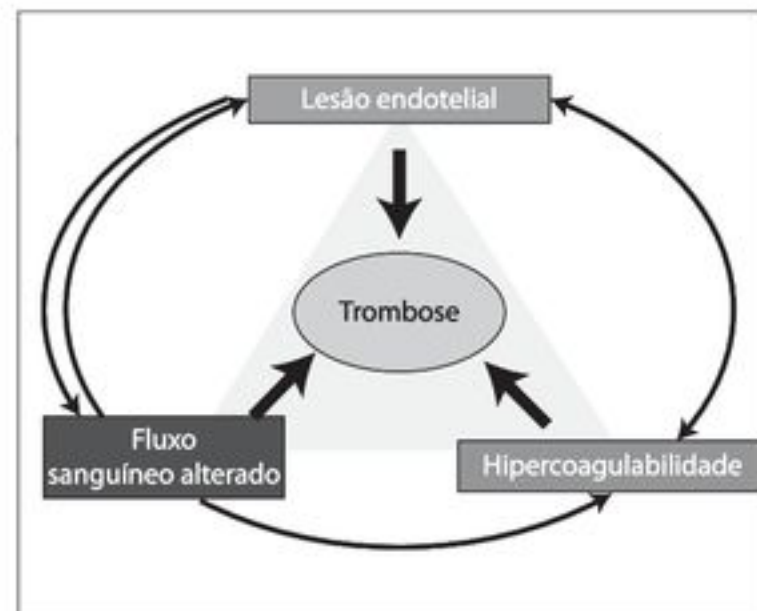 Lesão endotelial
Trombose
Fluxo
sanguíneo alterado
Hipercoagulabilidade